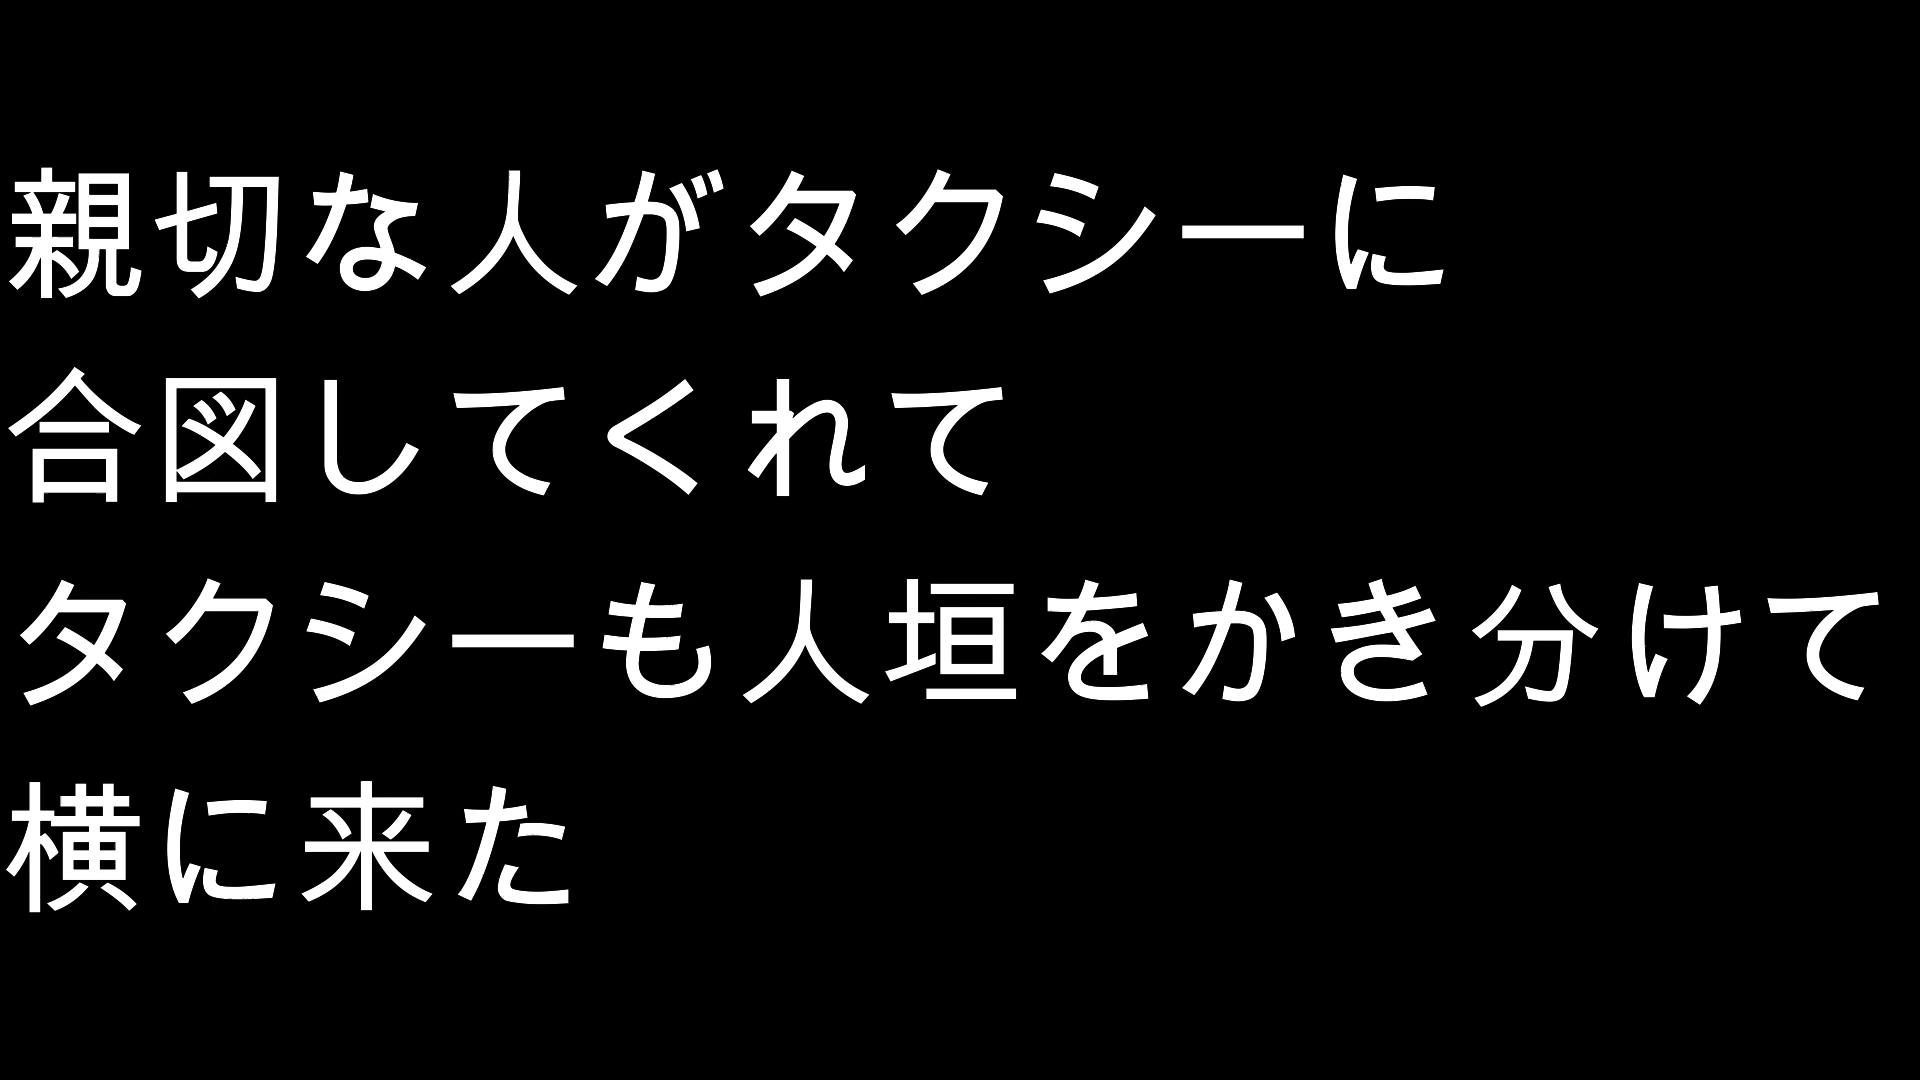 親切な人がタクシーに
合図してくれて
タクシーも人垣をかき分けて
横に来た